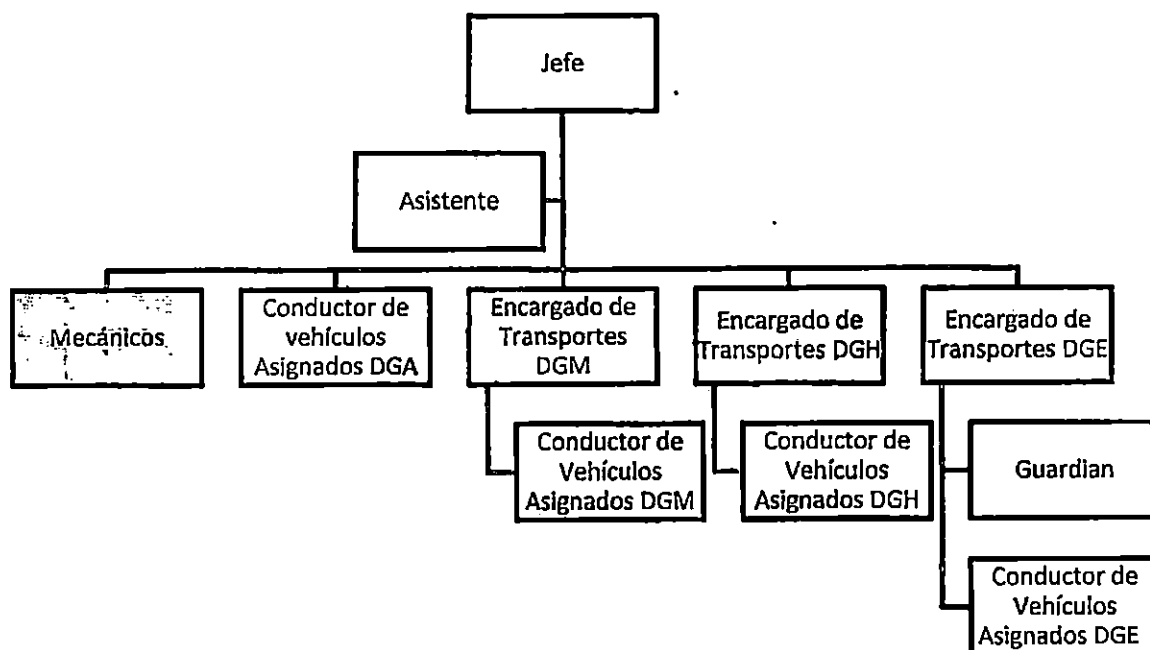 Jefe
Asistente
Mecánicos
Conductor de
vehículos
Asignados DGA
Encargado de
Transportes
DGM
Encargado de
Transportes DGH
Encargado de
Transportes DGE
Conductor de
Vehículos
Asignados DGM
Conductor de
Vehículos
Asignados DGH
Guardian
Conductor de
Vehículos
Asignados DGE